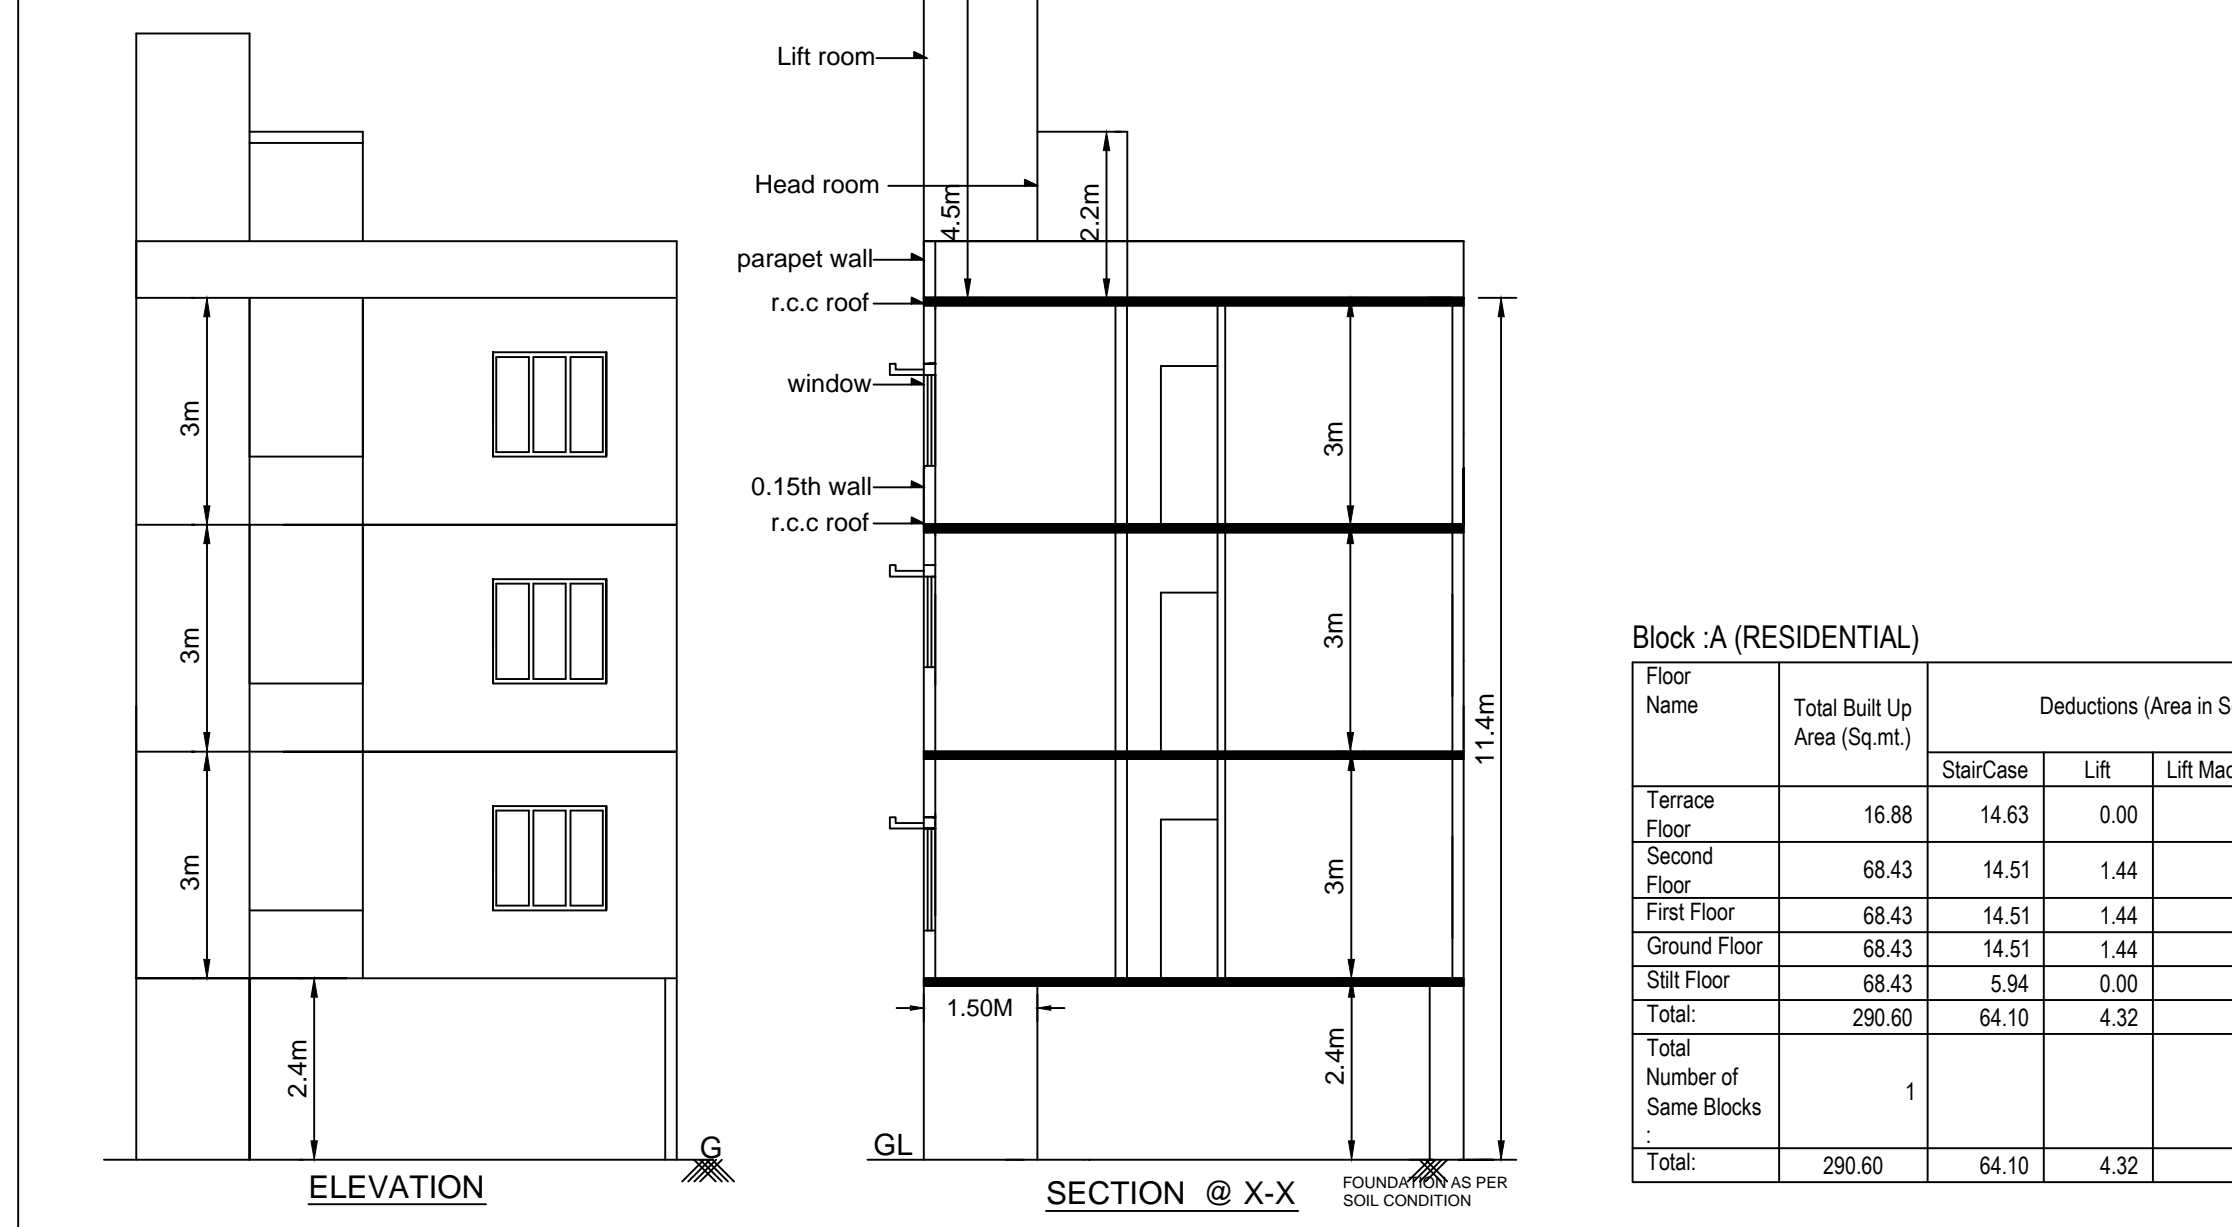 3m
3m
3m
2.4m
G
ELEVATION
Lift room
Head room
4.5m
2.2m
parapet wall
r.c.c roof
window
3m
0.15th wall
r.c.c roof
3m
11.4m
3m
1.50M
2.4m
GL
SECTION @ X-X
FOUNDATION AS PER
SOIL CONDITION
Block :A (RESIDENTIAL)
Floor
Name
Total Built Up
Area (Sq.mt.)
Deductions (Area in S
StairCase Lift Lift Mac
Terrace
Floor 16.88 14.63 0.00
Second
Floor 68.43 14.51 1.44
First Floor 68.43 14.51 1.44
Ground Floor 68.43 14.51 1.44
Stilt Floor 68.43 5.94 0.00
Total: 290.60 64.10 4.32
Total
Number of
Same Blocks 1
:
Total: 290.60 64.10 4.32